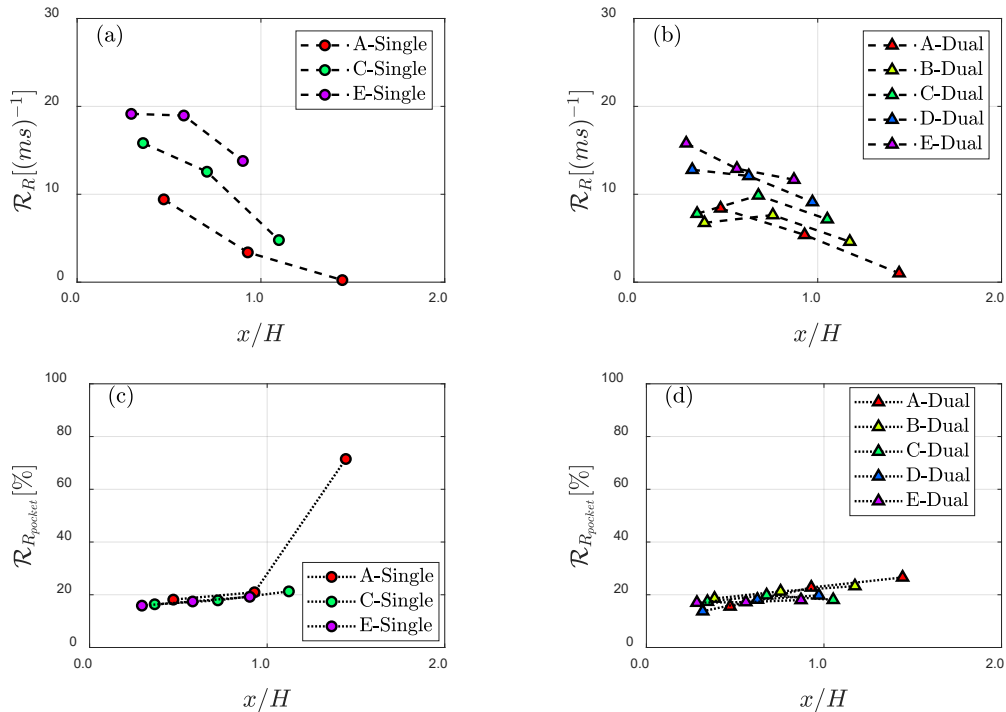 (a)
A-Single
C-Single
E-Single
30
20
10
0
0.0
1.0
2.0
x/H
R_R[(ms)^{-1}]
(b)
A-Dual
B-Dual
C-Dual
D-Dual
E-Dual
30
20
10
0
0.0
1.0
2.0
x/H
R_R[(ms)^{-1}]
(c)
A-Single
C-Single
E-Single
100
80
60
40
20
0
0.0
1.0
2.0
x/H
R_{R_{pocket}}[%]
(d)
A-Dual
B-Dual
C-Dual
D-Dual
E-Dual
100
80
60
40
20
0
0.0
1.0
2.0
x/H
R_{R_{pocket}}[%]